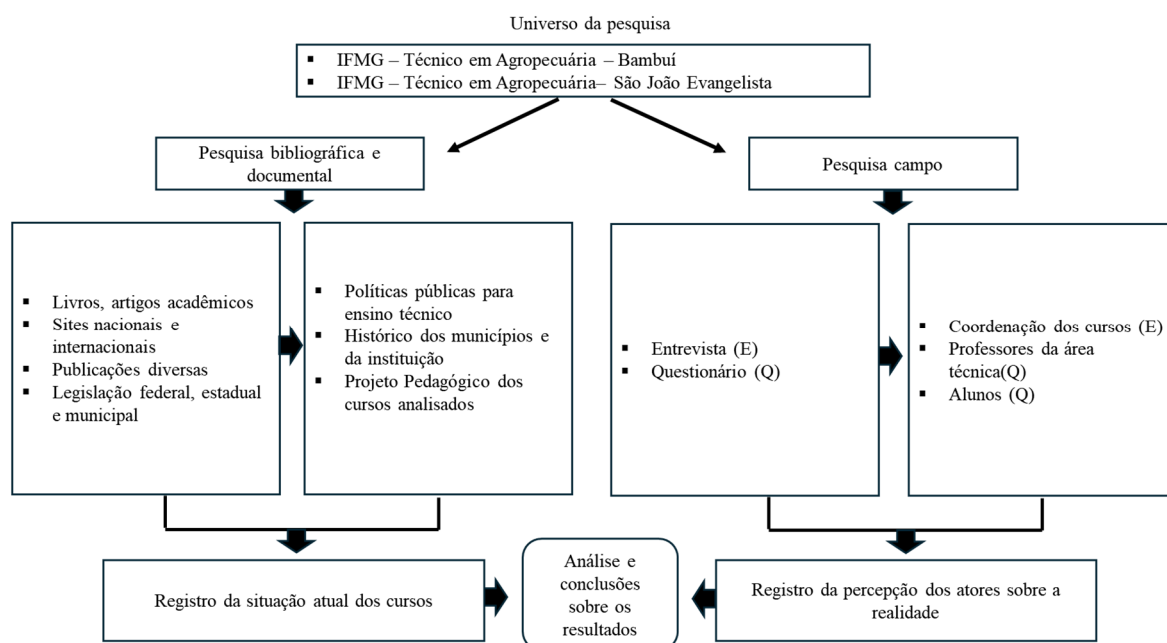 Universo da pesquisa
▪ IFMG – Técnico em Agropecuária – Bambuí
▪ IFMG – Técnico em Agropecuária– São João Evangelista
Pesquisa bibliográfica e
documental
Pesquisa campo
▪ Livros, artigos acadêmicos
▪ Sites nacionais e
internacionais
▪ Publicações diversas
▪ Legislação federal, estadual
e municipal
▪ Políticas públicas para
ensino técnico
▪ Histórico dos municípios e
da instituição
▪ Projeto Pedagógico dos
cursos analisados
▪ Entrevista (E)
▪ Questionário (Q)
▪ Coordenação dos cursos (E)
▪ Professores da área
técnica(Q)
▪ Alunos (Q)
Registro da situação atual dos cursos
Análise e
conclusões
sobre os
resultados
Registro da percepção dos atores sobre a
realidade